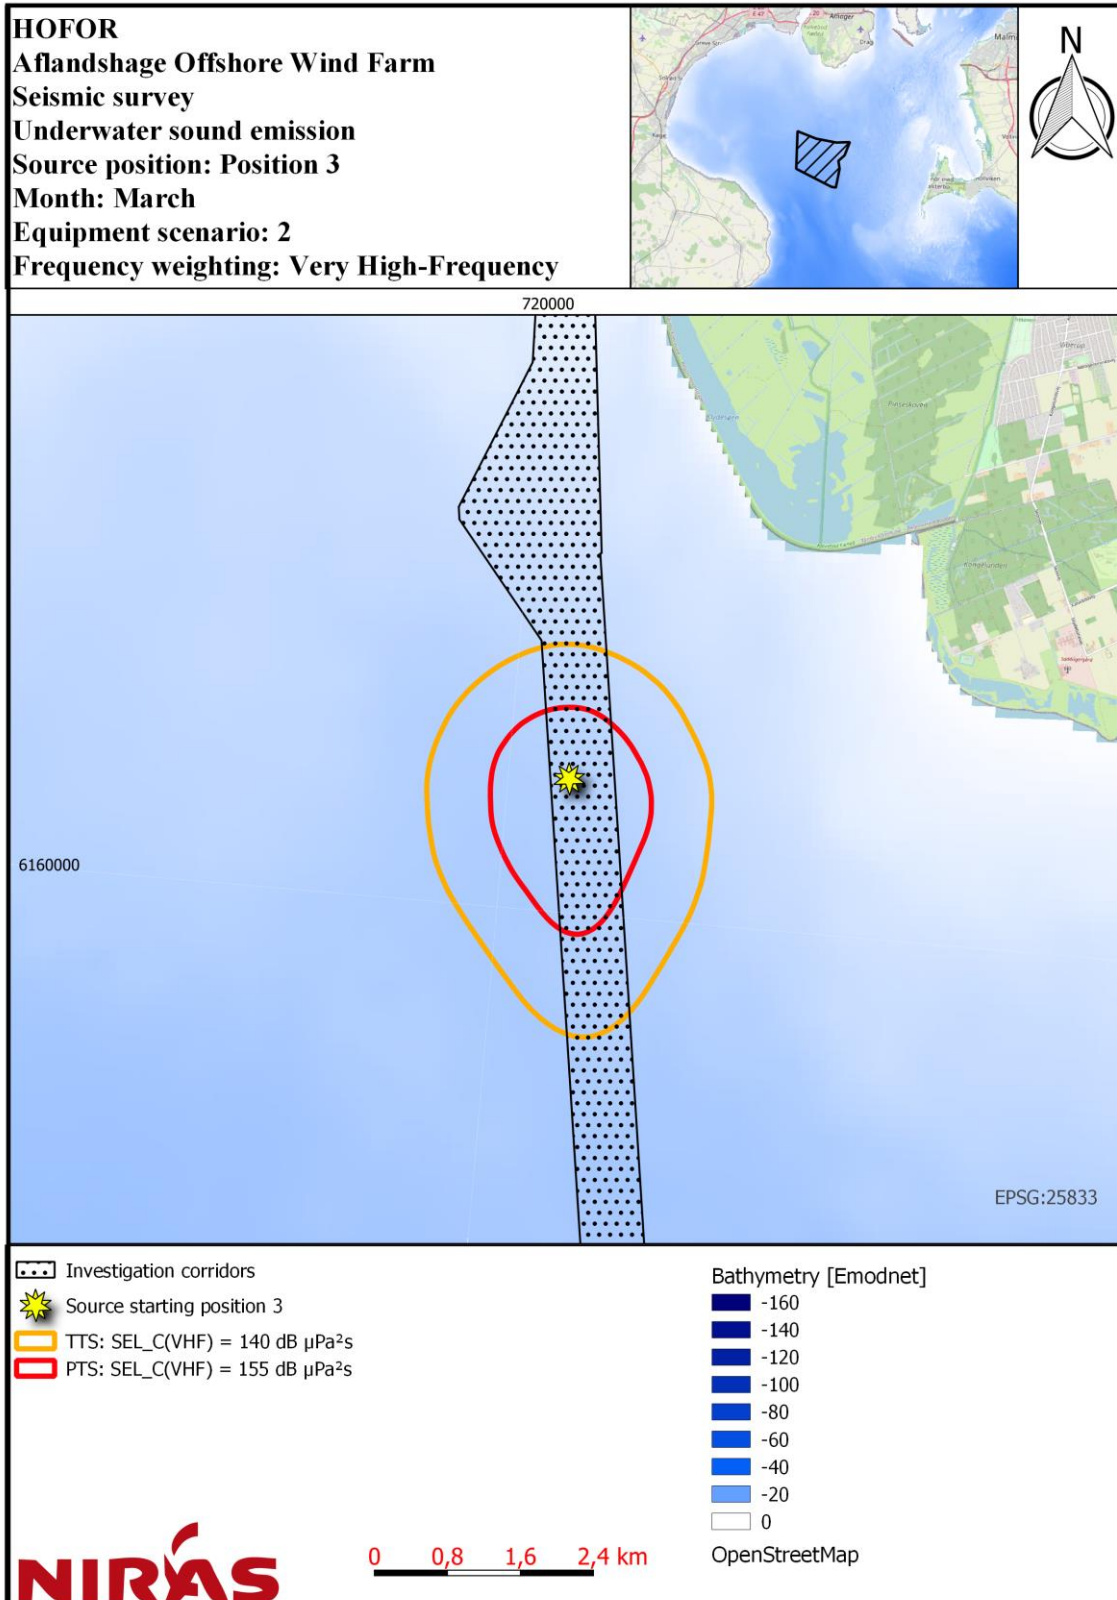 HOFOR
Aflandshage Offshore Wind Farm
Seismic survey
Underwater sound emission
Source position: Position 3
Month: March
Equipment scenario: 2
Frequency weighting: Very High-Frequency
Amager
N
720000
6160000
Pinseskoven
Kongelunden
EPSG:25833
Investigation corridors
Source starting position 3
TTS: SEL_C(VHF) = 140 dB µPa²s
PTS: SEL_C(VHF) = 155 dB µPa²s
Bathymetry [Emodnet]
-160
-140
-120
-100
-80
-60
-40
-20
0
OpenStreetMap
NIRAS
0 0,8 1,6 2,4 km